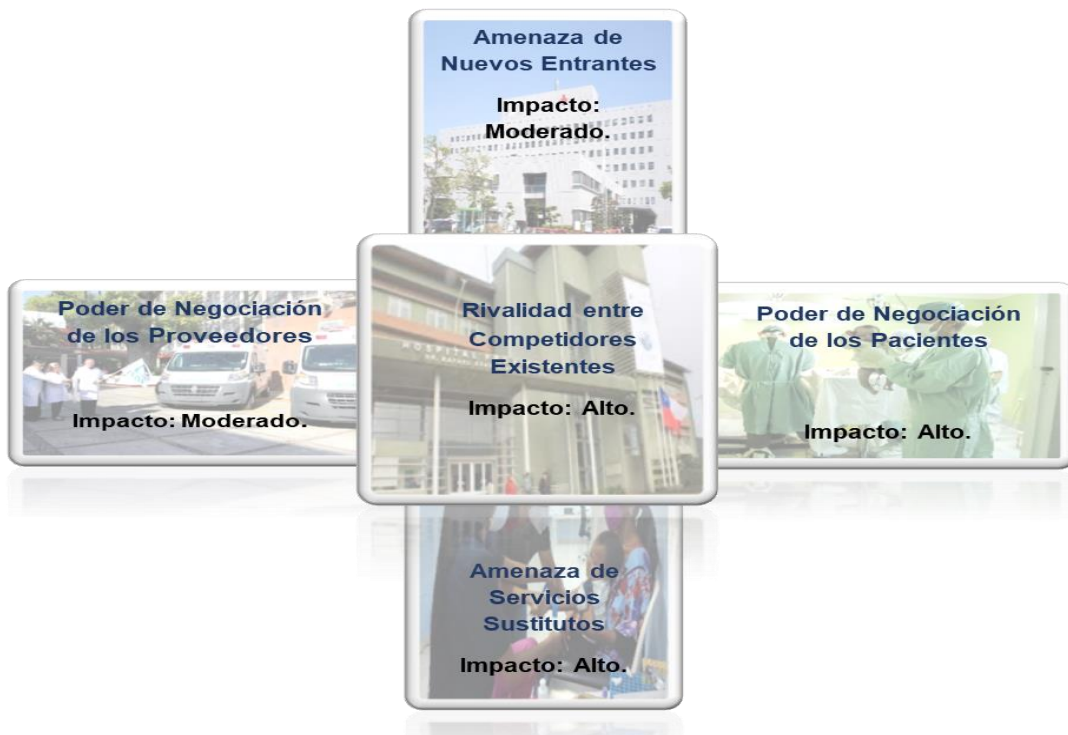 Amenaza de
Nuevos Entrantes
Impacto:
Moderado.
Poder de Negociación
de los Proveedores
Impacto: Moderado.
Rivalidad entre
Competidores
Existentes
Impacto: Alto.
Poder de Negociación
de los Pacientes
Impacto: Alto.
Amenaza de
Servicios
Sustitutos
Impacto: Alto.
HOSPITAL